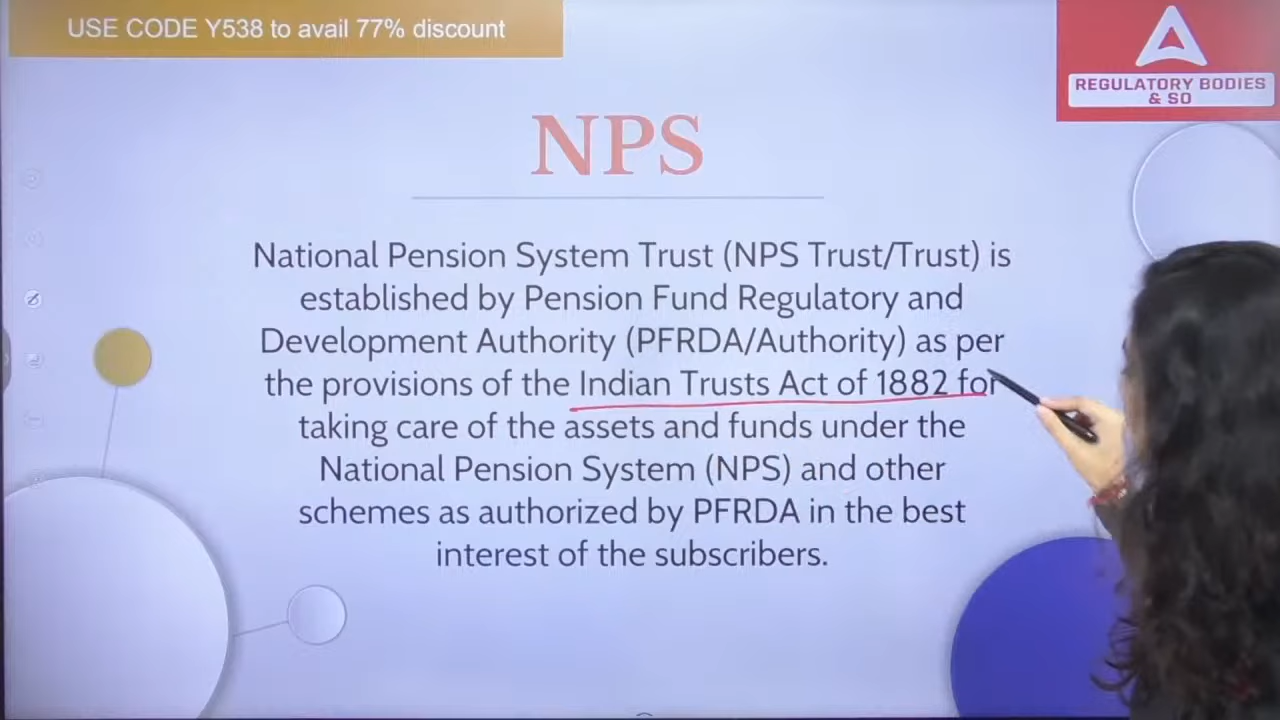 USE CODE Y538 to avail 77% discount
REGULATORY BODIES
& SO
NPS
National Pension System Trust (NPS Trust/Trust) is
established by Pension Fund Regulatory and
Development Authority (PFRDA/Authority) as per
the provisions of the Indian Trusts Act of 1882 for
taking care of the assets and funds under the
National Pension System (NPS) and other
schemes as authorized by PFRDA in the best
interest of the subscribers.